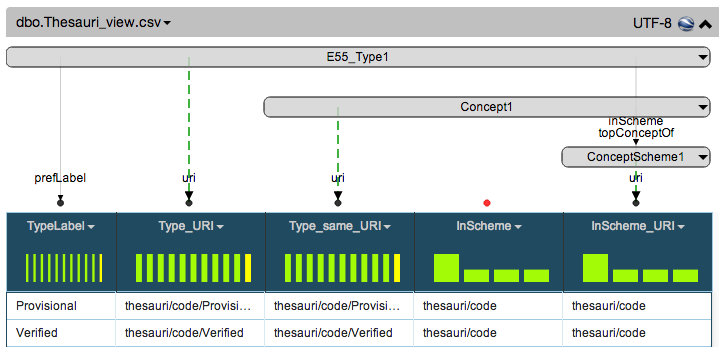 dbo.Thesauri_view.csv UTF-8
E55_Type1
Concept1
inScheme
topConceptOf
ConceptScheme1
prefLabel uri uri uri
TypeLabel Type_URI Type_same_URI InScheme InScheme_URI
Provisional thesauri/code/Provisi... thesauri/code/Provisi... thesauri/code thesauri/code
Verified thesauri/code/Verified thesauri/code/Verified thesauri/code thesauri/code